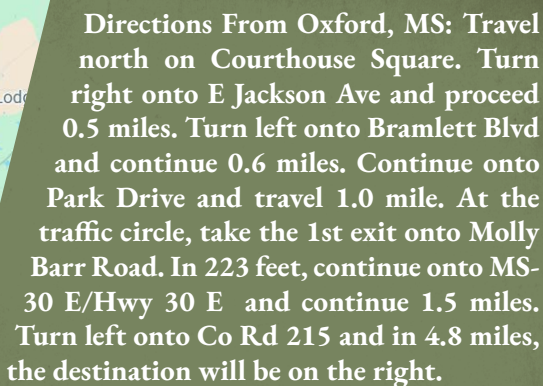 Directions From Oxford, MS: Travel
north on Courthouse Square. Turn
right onto E Jackson Ave and proceed
0.5 miles. Turn left onto Bramlett Blvd
and continue 0.6 miles. Continue onto
Park Drive and travel 1.0 mile. At the
traffic circle, take the 1st exit onto Molly
Barr Road. In 223 feet, continue onto MS-
30 E/Hwy 30 E and continue 1.5 miles.
Turn left onto Co Rd 215 and in 4.8 miles,
the destination will be on the right.